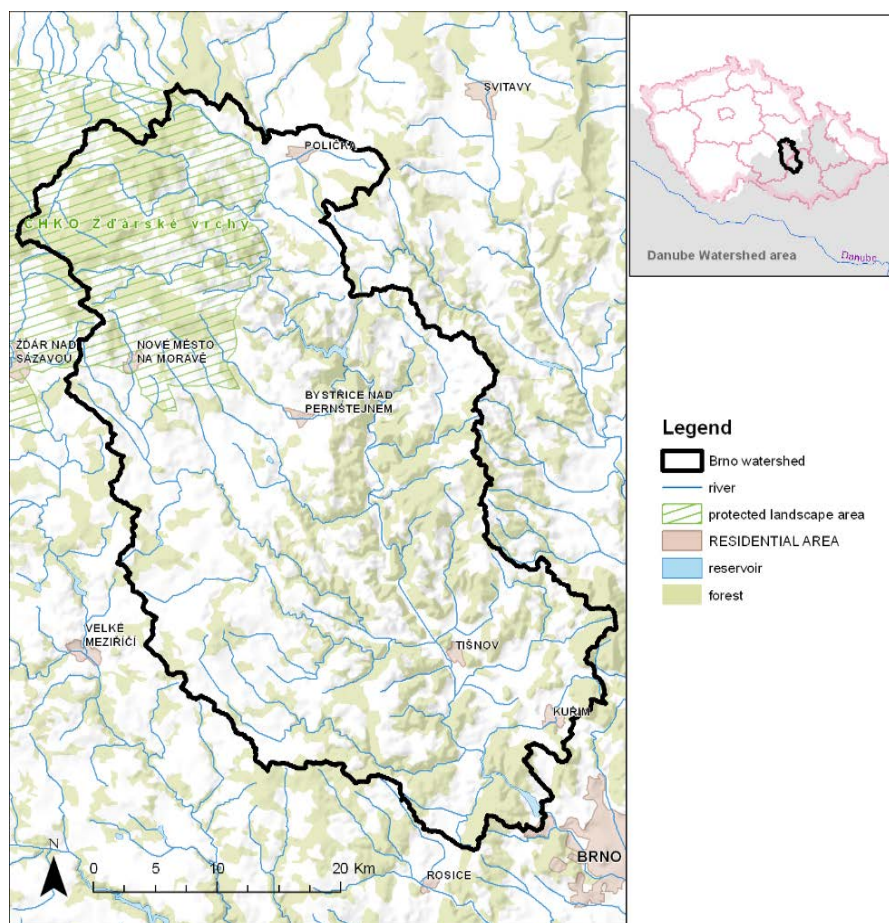 SVITAVY
POLIČKA
CHKO Žďárské vrchy
ŽĎÁR NAD
SÁZAVOU
NOVÉ MĚSTO
NA MORAVĚ
BYSTŘICE NAD
PERNŠTEJNEM
VELKÉ
MEZIŘÍČÍ
TIŠNOV
KUŘIM
BRNO
ROSICE
N
0 5 10 20 Km
Danube Watershed area
Danube
Legend
Brno watershed
river
protected landscape area
RESIDENTIAL AREA
reservoir
forest